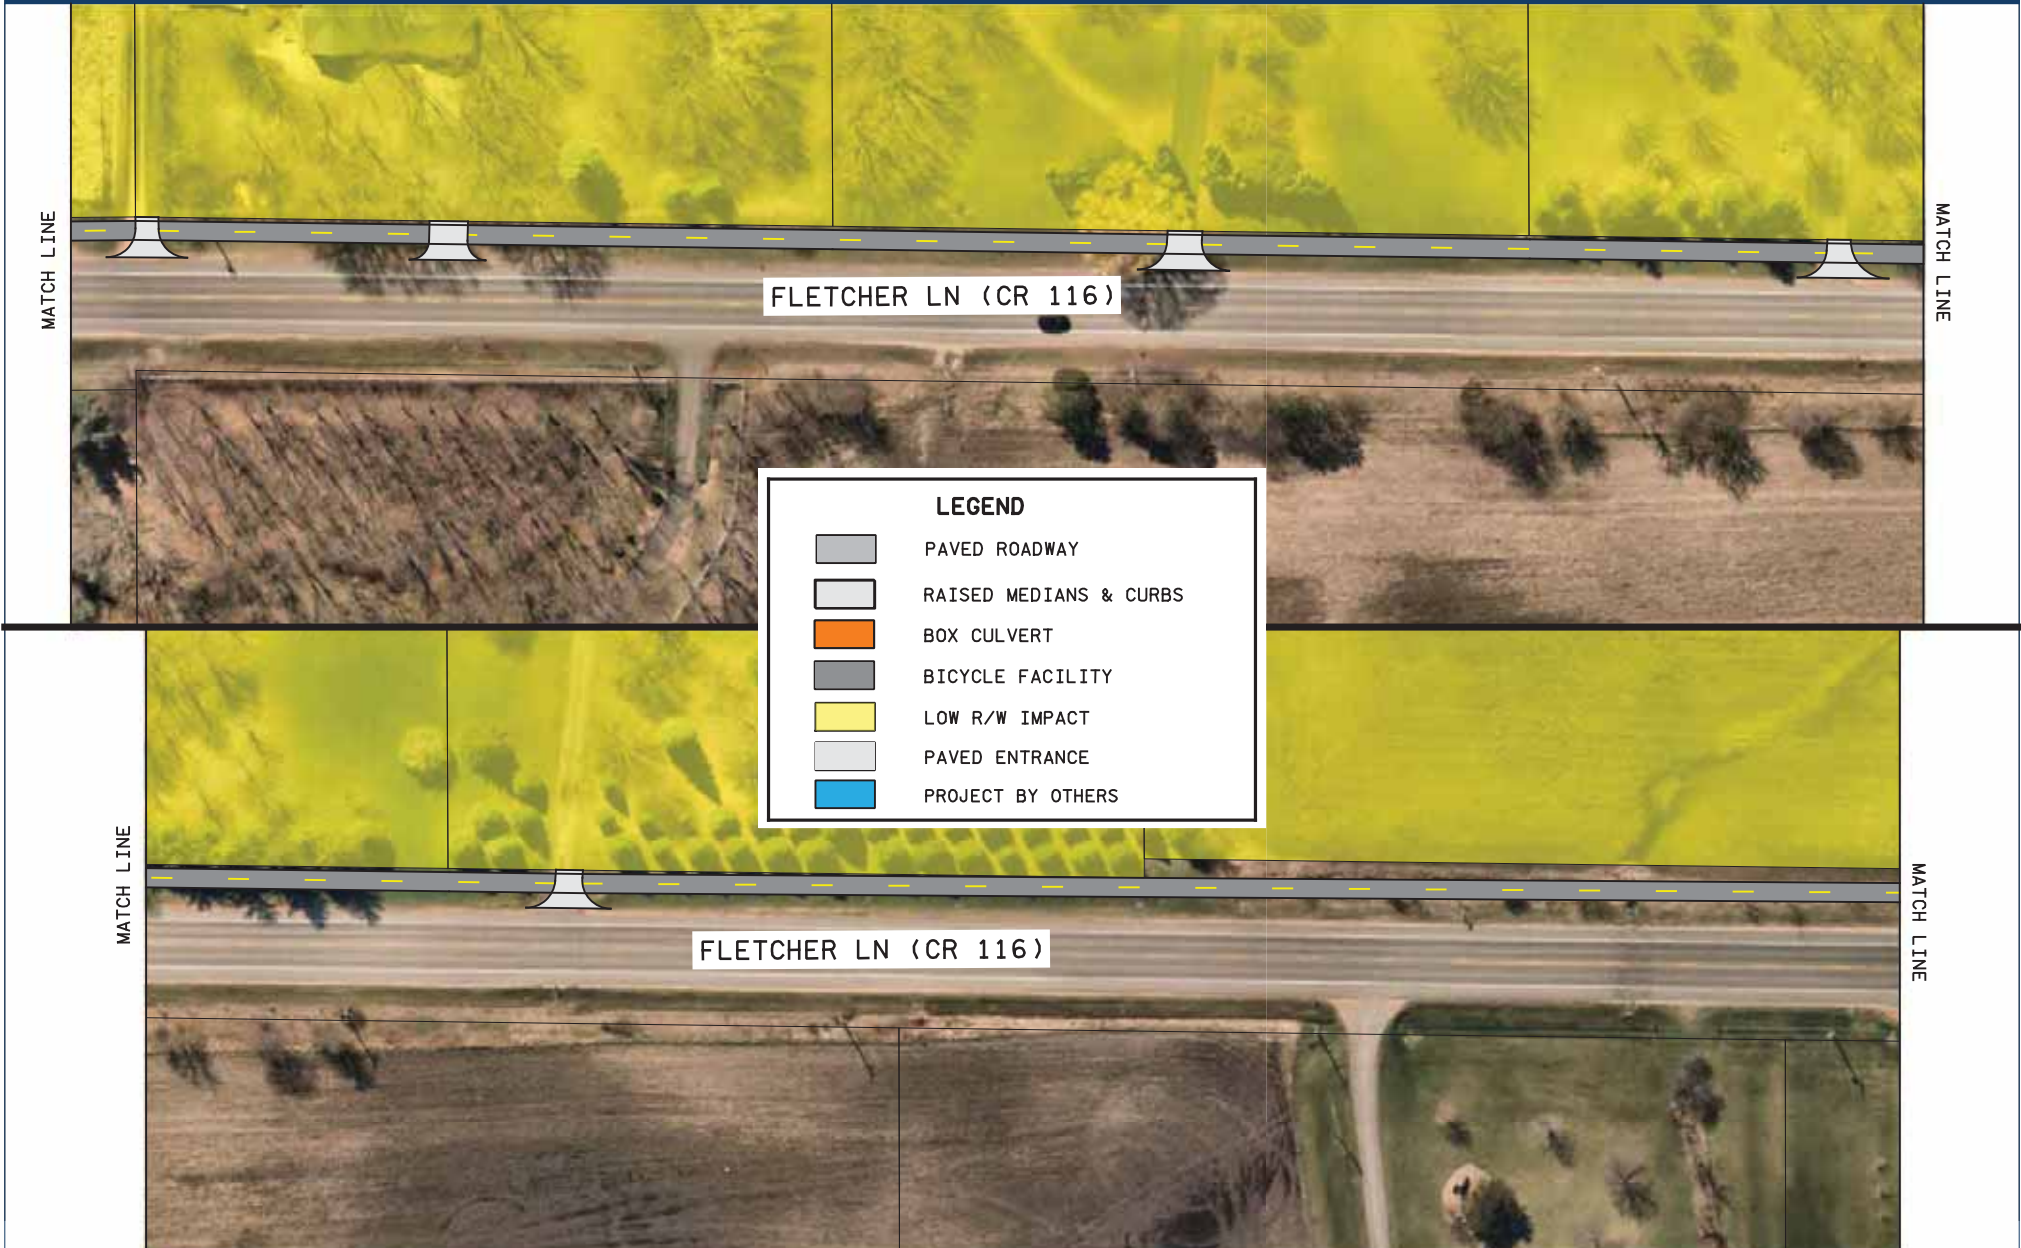 MATCH LINE
MATCH LINE
FLETCHER LN (CR 116)
LEGEND
PAVED ROADWAY
RAISED MEDIANS & CURBS
BOX CULVERT
BICYCLE FACILITY
LOW R/W IMPACT
PAVED ENTRANCE
PROJECT BY OTHERS
MATCH LINE
MATCH LINE
FLETCHER LN (CR 116)